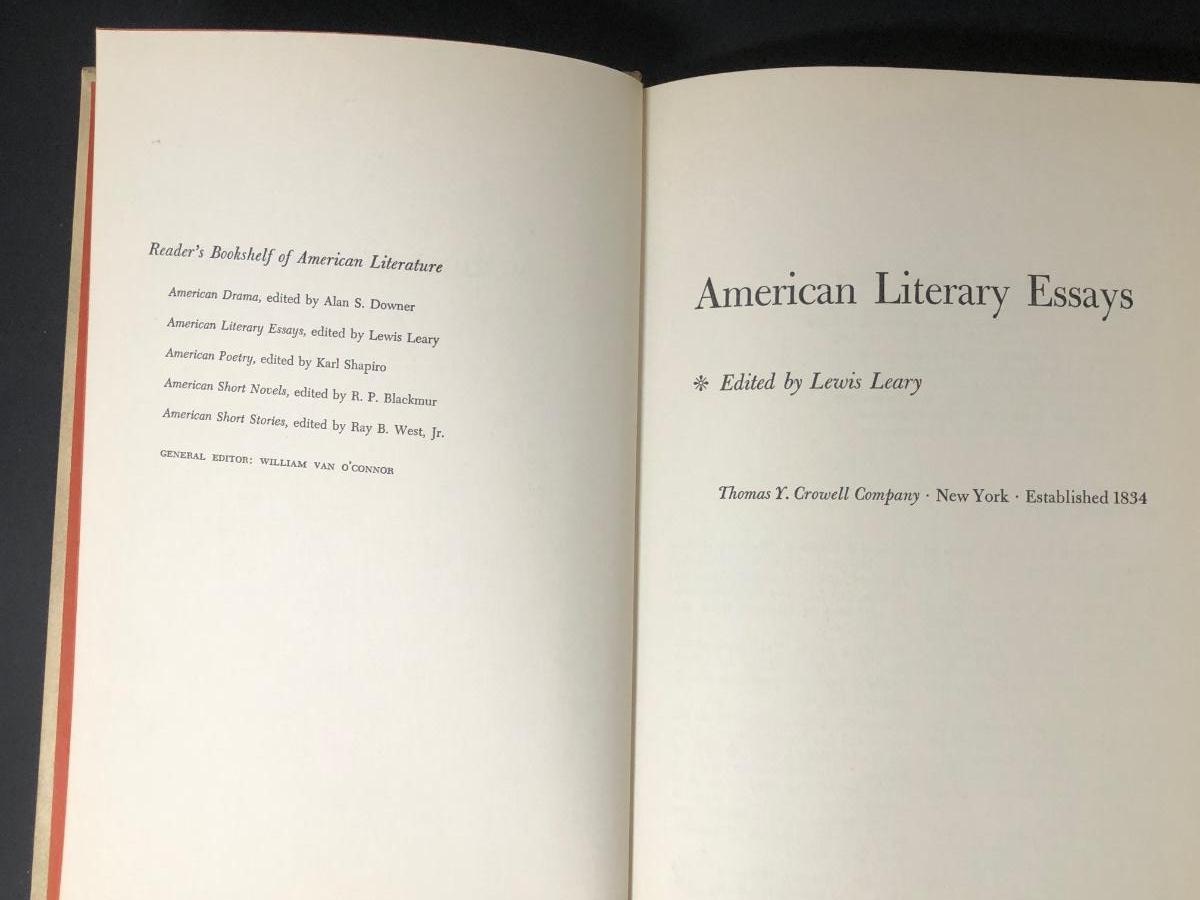 Reader's Bookshelf of American Literature
American Drama, edited by Alan S. Downer
American Literary Essays, edited by Lewis Leary
American Poetry, edited by Karl Shapiro
American Short Novels, edited by R. P. Blackmur
American Short Stories, edited by Ray B. West, Jr.
GENERAL EDITOR: WILLIAM VAN O'CONNOR
American Literary Essays
❊ Edited by Lewis Leary
Thomas Y. Crowell Company · New York · Established 1834